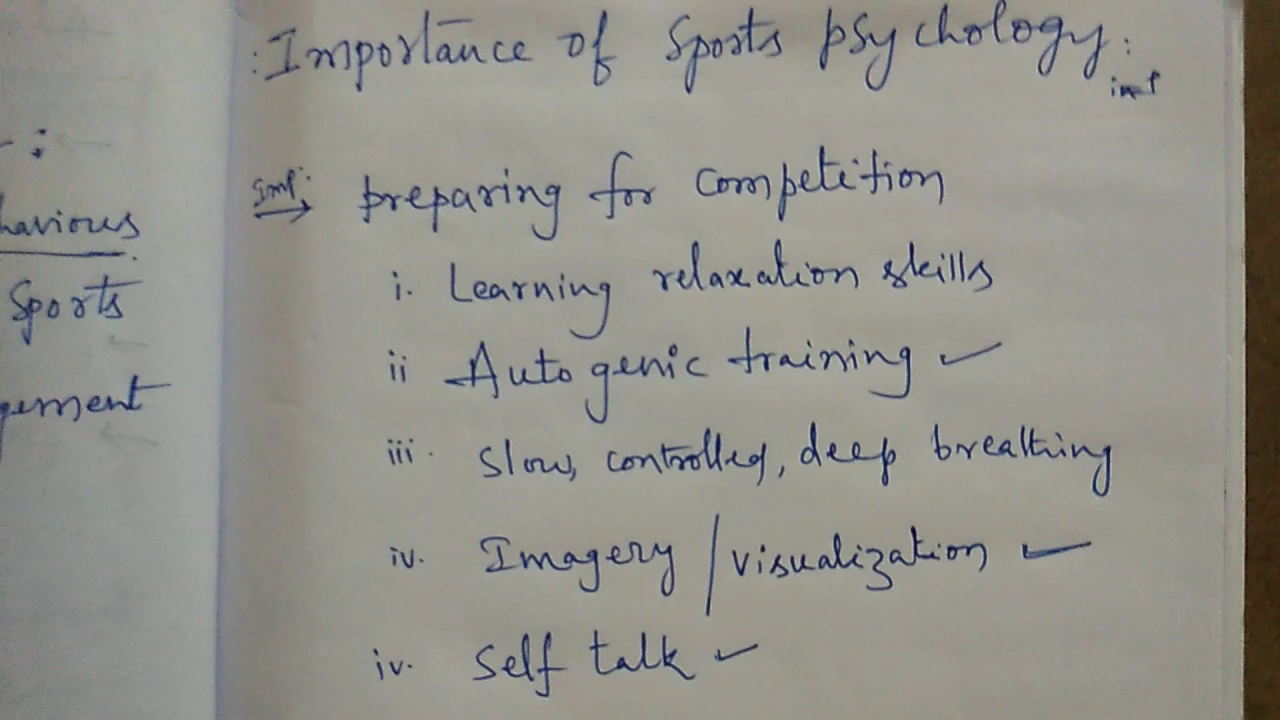 :Importance of Sports psychology:
imp
- :
haviours
Sports
gement
Imp: → preparing for competition
i. Learning relaxation skills
ii Autogenic training ✓
iii. Slow, controlled, deep breathing
iv. Imagery / visualization ✓
iv. Self talk ✓